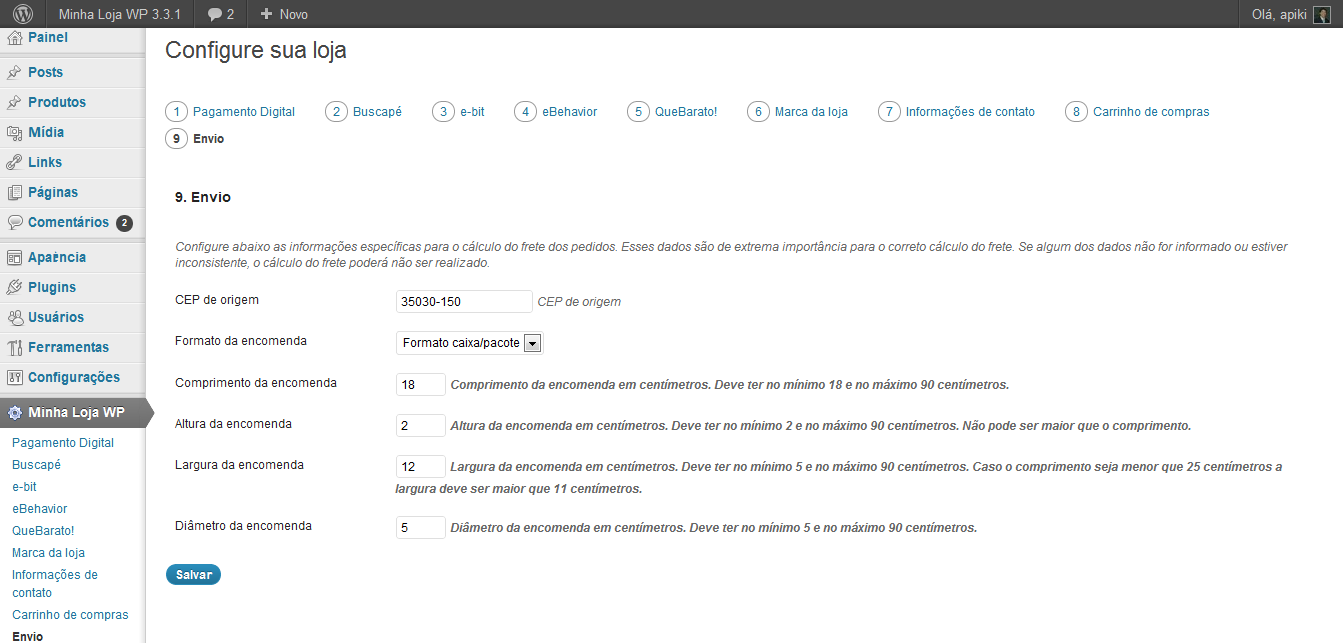 Minha Loja WP 3.3.1 2 Novo Olá, apiki
Painel
Posts
Produtos
Mídia
Links
Páginas
Comentários 2
Aparência
Plugins
Usuários
Ferramentas
Configurações
Minha Loja WP
Pagamento Digital
Buscapé
e-bit
eBehavior
QueBarato!
Marca da loja
Informações de
contato
Carrinho de compras
Envio
Configure sua loja
1 Pagamento Digital 2 Buscapé 3 e-bit 4 eBehavior 5 QueBarato! 6 Marca da loja 7 Informações de contato 8 Carrinho de compras
9 Envio
9. Envio
Configure abaixo as informações específicas para o cálculo do frete dos pedidos. Esses dados são de extrema importância para o correto cálculo do frete. Se algum dos dados não for informado ou estiver
inconsistente, o cálculo do frete poderá não ser realizado.
CEP de origem 35030-150 CEP de origem
Formato da encomenda Formato caixa/pacote
Comprimento da encomenda 18 Comprimento da encomenda em centímetros. Deve ter no mínimo 18 e no máximo 90 centímetros.
Altura da encomenda 2 Altura da encomenda em centímetros. Deve ter no mínimo 2 e no máximo 90 centímetros. Não pode ser maior que o comprimento.
Largura da encomenda 12 Largura da encomenda em centímetros. Deve ter no mínimo 5 e no máximo 90 centímetros. Caso o comprimento seja menor que 25 centímetros a
largura deve ser maior que 11 centímetros.
Diâmetro da encomenda 5 Diâmetro da encomenda em centímetros. Deve ter no mínimo 5 e no máximo 90 centímetros.
Salvar